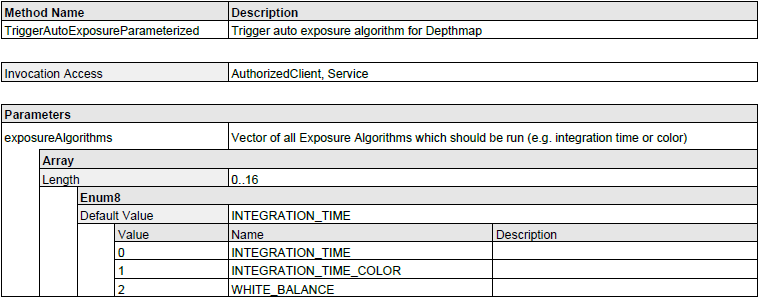 Method Name Description
TriggerAutoExposureParameterized Trigger auto exposure algorithm for Depthmap
Invocation Access AuthorizedClient, Service
Parameters
exposureAlgorithms Vector of all Exposure Algorithms which should be run (e.g. integration time or color)
Array
Length 0..16
Enum8
Default Value INTEGRATION_TIME
Value Name Description
0 INTEGRATION_TIME
1 INTEGRATION_TIME_COLOR
2 WHITE_BALANCE